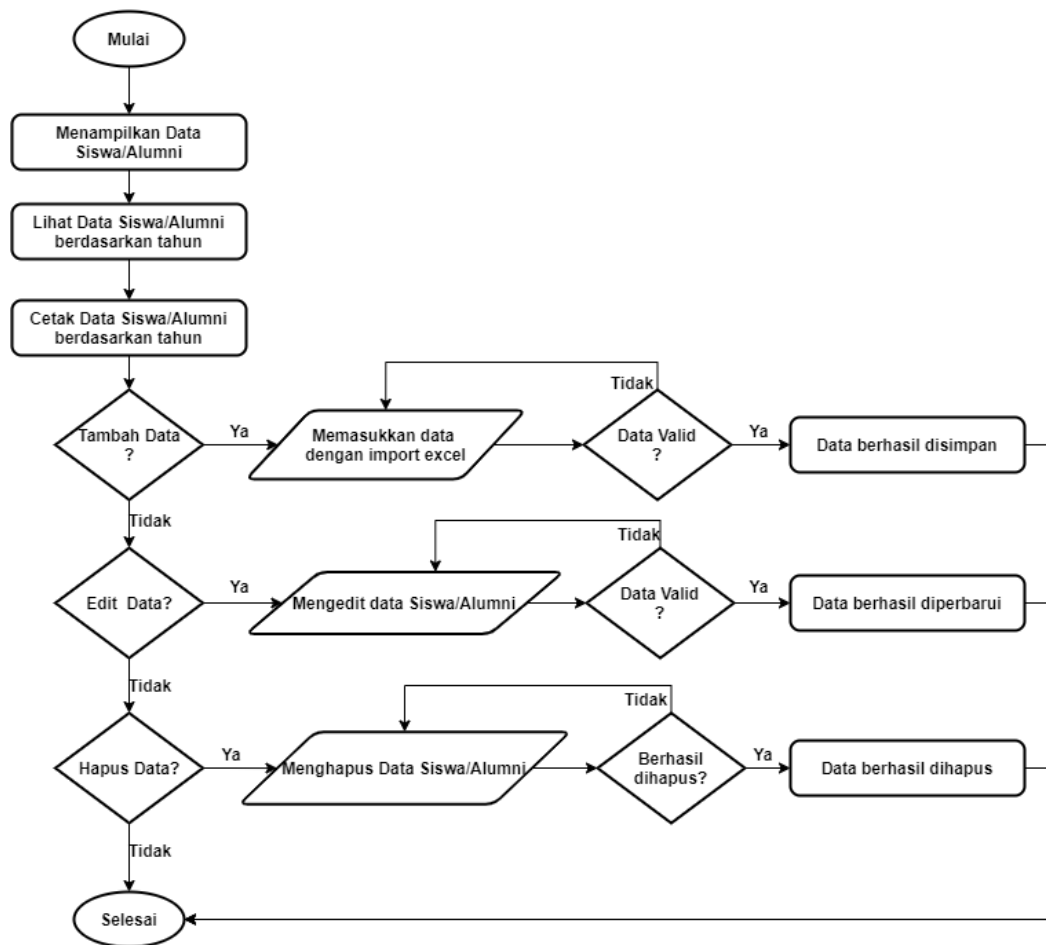 Mulai
Menampilkan Data
Siswa/Alumni
Lihat Data Siswa/Alumni
berdasarkan tahun
Cetak Data Siswa/Alumni
berdasarkan tahun
Tambah Data
?
Ya
Memasukkan data
dengan import excel
Tidak
Data Valid
?
Ya
Data berhasil disimpan
Tidak
Edit Data?
Ya
Mengedit data Siswa/Alumni
Tidak
Data Valid
?
Ya
Data berhasil diperbarui
Tidak
Hapus Data?
Ya
Menghapus Data Siswa/Alumni
Tidak
Berhasil
dihapus?
Ya
Data berhasil dihapus
Tidak
Selesai